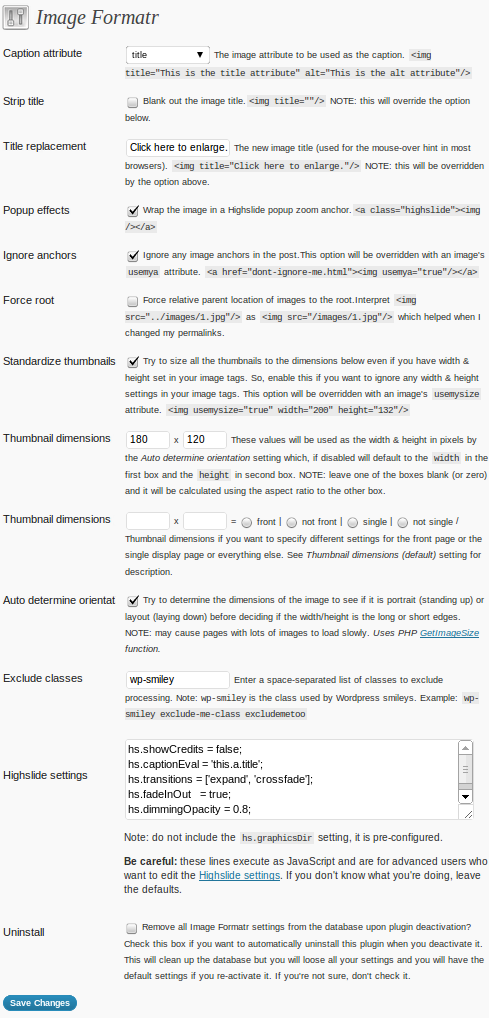 Image Formatr
Caption attribute
title The image attribute to be used as the caption. <img
title="This is the title attribute" alt="This is the alt attribute"/>
Strip title
Blank out the image title. <img title=""/> NOTE: this will override the option
below.
Title replacement
Click here to enlarge. The new image title (used for the mouse-over hint in most
browsers). <img title="Click here to enlarge."/> NOTE: this will be overridden
by the option above.
Popup effects
Wrap the image in a Highslide popup zoom anchor. <a class="highslide"><img
/></a>
Ignore anchors
Ignore any image anchors in the post.This option will be overridden with an image's
usemya attribute. <a href="dont-ignore-me.html"><img usemya="true"/></a>
Force root
Force relative parent location of images to the root.Interpret <img
src="../images/1.jpg"/> as <img src="/images/1.jpg"/> which helped when I
changed my permalinks.
Standardize thumbnails
Try to size all the thumbnails to the dimensions below even if you have width &
height set in your image tags. So, enable this if you want to ignore any width & height
settings in your image tags. This option will be overridden with an image's usemysize
attribute. <img usemysize="true" width="200" height="132"/>
Thumbnail dimensions
180 x 120 These values will be used as the width & height in pixels by
the Auto determine orientation setting which, if disabled will default to the width in the
first box and the height in second box. NOTE: leave one of the boxes blank (or zero)
and it will be calculated using the aspect ratio to the other box.
Thumbnail dimensions
x = front | not front | single | not single /
Thumbnail dimensions if you want to specify different settings for the front page or the
single display page or everything else. See Thumbnail dimensions (default) setting for
description.
Auto determine orientat
Try to determine the dimensions of the image to see if it is portrait (standing up) or
layout (laying down) before deciding if the width/height is the long or short edges.
NOTE: may cause pages with lots of images to load slowly. Uses PHP GetImageSize
function.
Exclude classes
wp-smiley Enter a space-separated list of classes to exclude
processing. Note: wp-smiley is the class used by Wordpress smileys. Example: wp-
smiley exclude-me-class excludemetoo
Highslide settings
hs.showCredits = false;
hs.captionEval = 'this.a.title';
hs.transitions = ['expand', 'crossfade'];
hs.fadeInOut = true;
hs.dimmingOpacity = 0.8;
Note: do not include the hs.graphicsDir setting, it is pre-configured.
Be careful: these lines execute as JavaScript and are for advanced users who
want to edit the Highslide settings. If you don't know what you're doing, leave
the defaults.
Uninstall
Remove all Image Formatr settings from the database upon plugin deactivation?
Check this box if you want to automatically uninstall this plugin when you deactivate it.
This will clean up the database but you will loose all your settings and you will have the
default settings if you re-activate it. If you're not sure, don't check it.
Save Changes